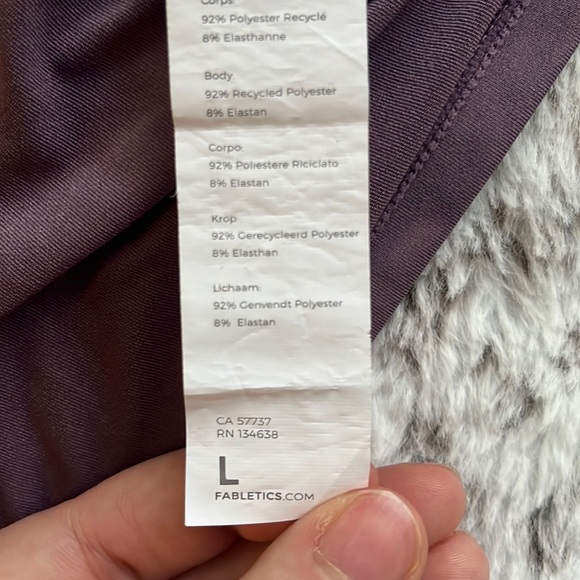 Corps:
92% Polyester Recyclé
8% Elasthanne
Body:
92% Recycled Polyester
8% Elastan
Corpo:
92% Poliestere Riciclato
8% Elastan
Krop
92% Gerecycleerd Polyester
8% Elasthan
Lichaam:
92% Genvendt Polyester
8% Elastan
CA 57737
RN 134638
L
FABLETICS.COM